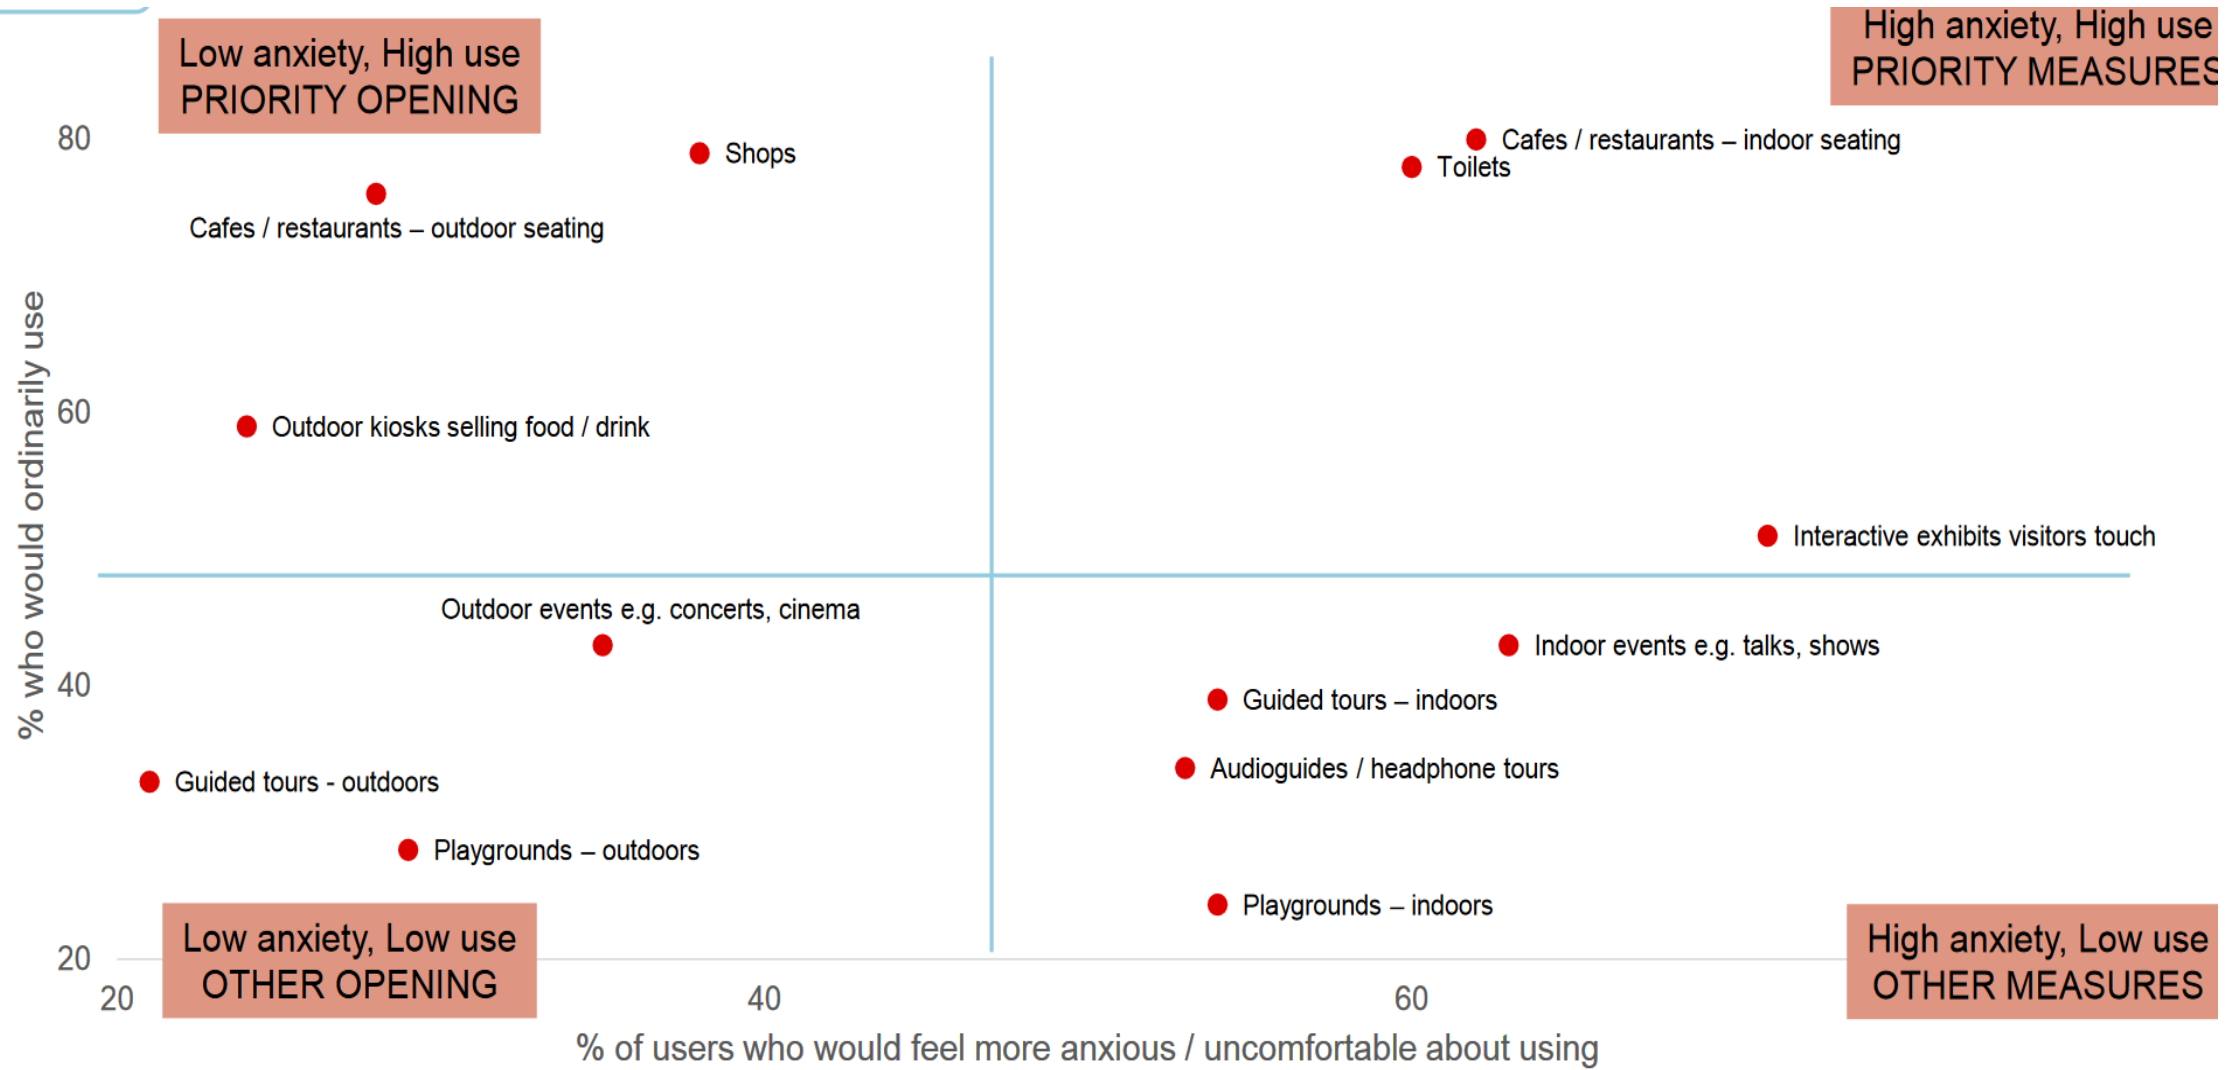 Low anxiety, High use
PRIORITY OPENING
High anxiety, High use
PRIORITY MEASURES
80
Shops
Cafes / restaurants – indoor seating
Toilets
Cafes / restaurants – outdoor seating
% who would ordinarily use
60
Outdoor kiosks selling food / drink
Interactive exhibits visitors touch
Outdoor events e.g. concerts, cinema
Indoor events e.g. talks, shows
40
Guided tours – indoors
Audioguides / headphone tours
Guided tours - outdoors
Playgrounds – outdoors
Playgrounds – indoors
Low anxiety, Low use
OTHER OPENING
High anxiety, Low use
OTHER MEASURES
20
20
40
60
% of users who would feel more anxious / uncomfortable about using